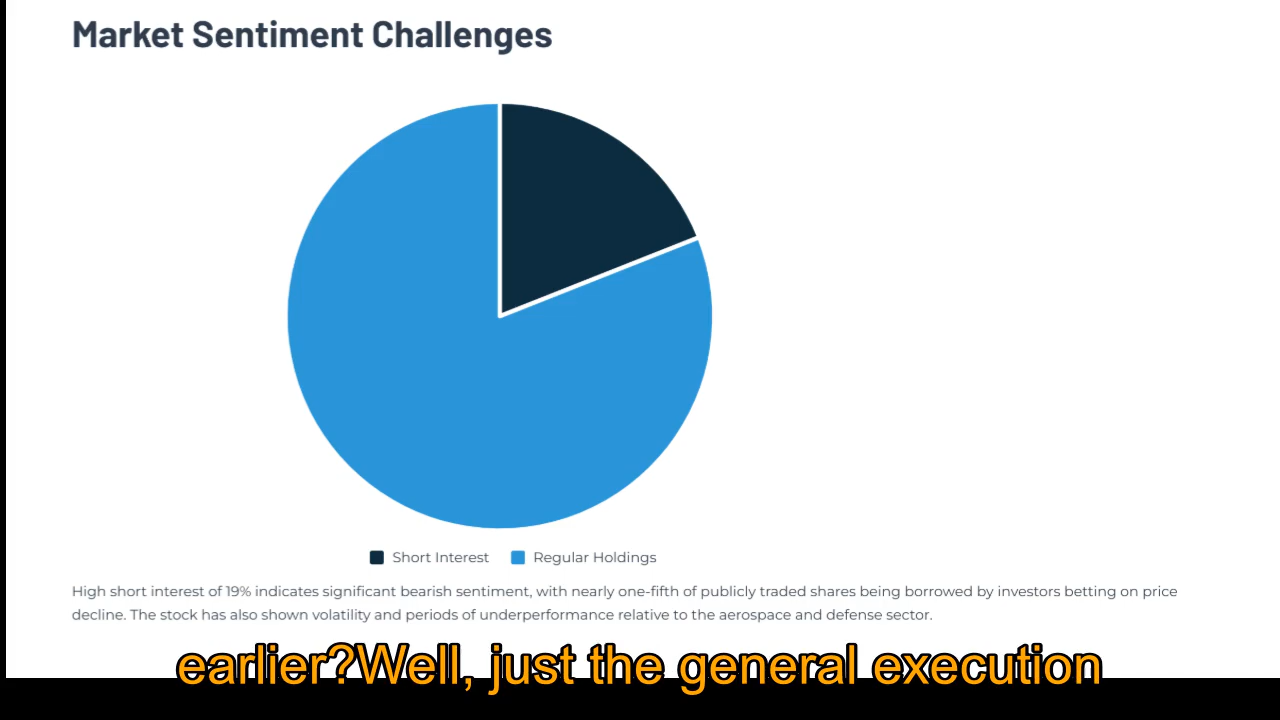 Market Sentiment Challenges
Short Interest
Regular Holdings
High short interest of 19% indicates significant bearish sentiment, with nearly one-fifth of publicly traded shares being borrowed by investors betting on price
decline. The stock has also shown volatility and periods of underperformance relative to the aerospace and defense sector.
earlier?Well, just the general execution